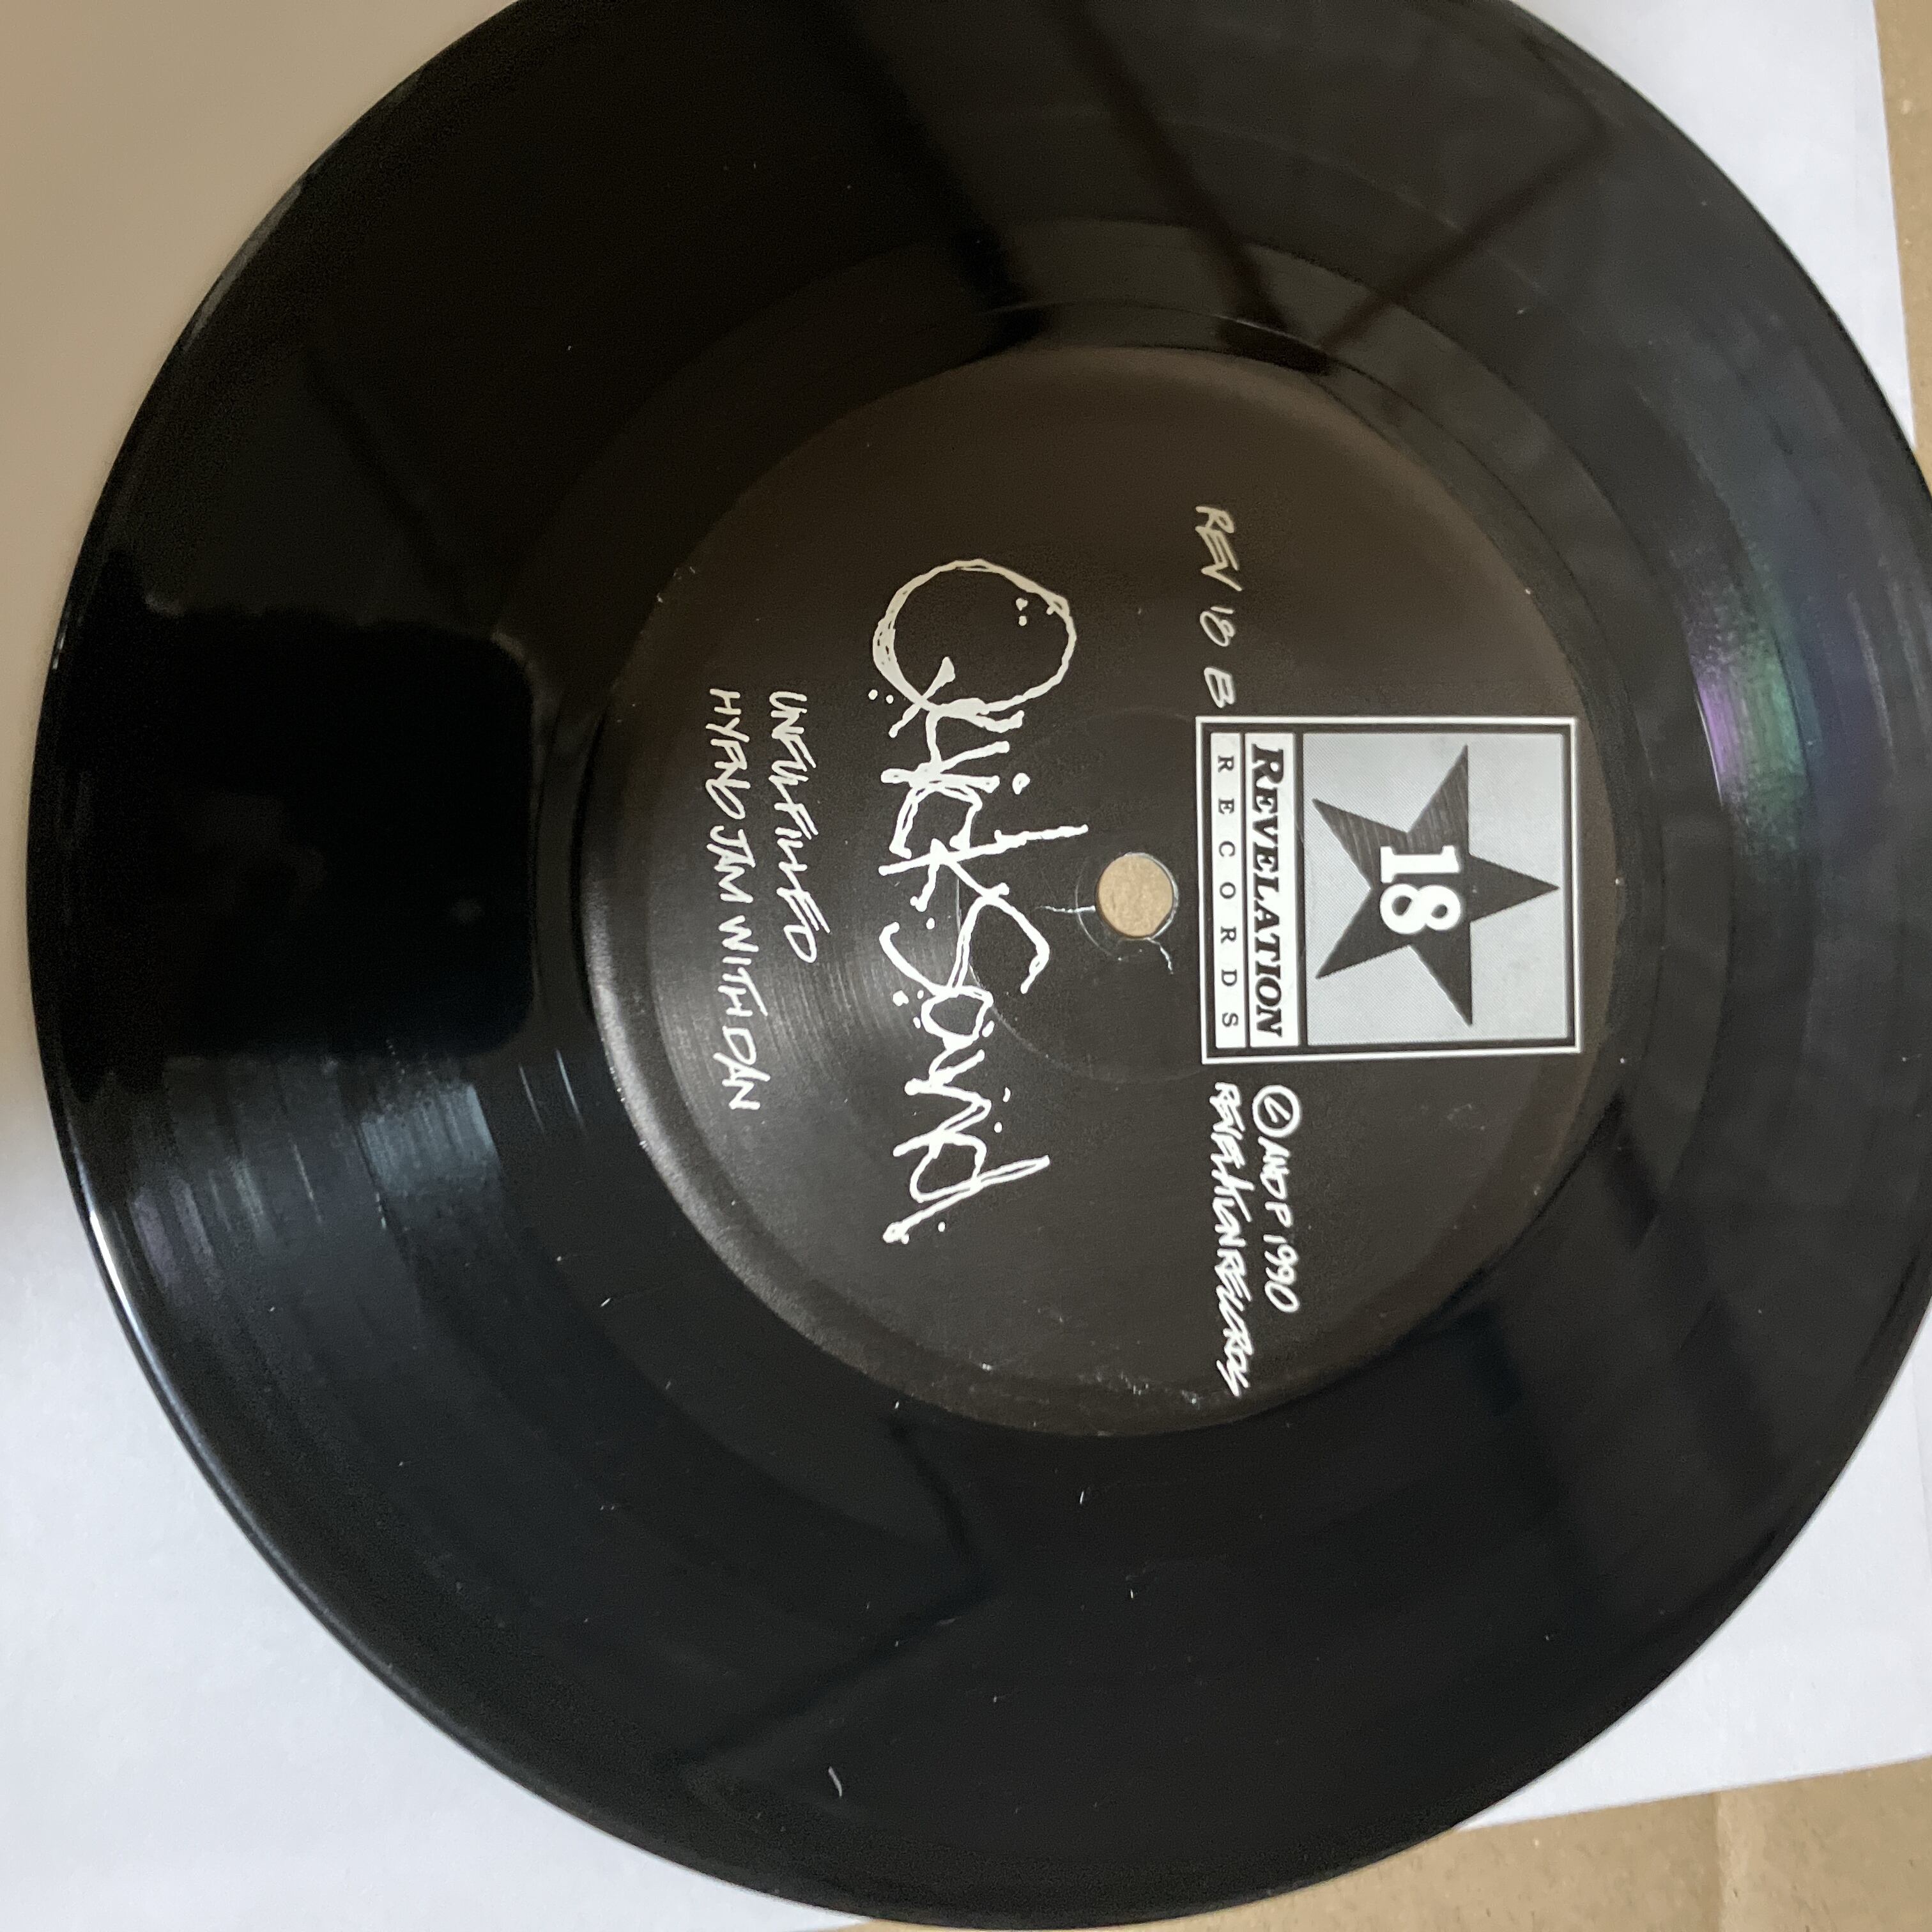 18
REVELATION
RECORDS
REV 18 B
© AND P 1990
REVELATION RECORDS
QUICKSAND
UNFULFILLED
HYPNO JAM WITH DAN